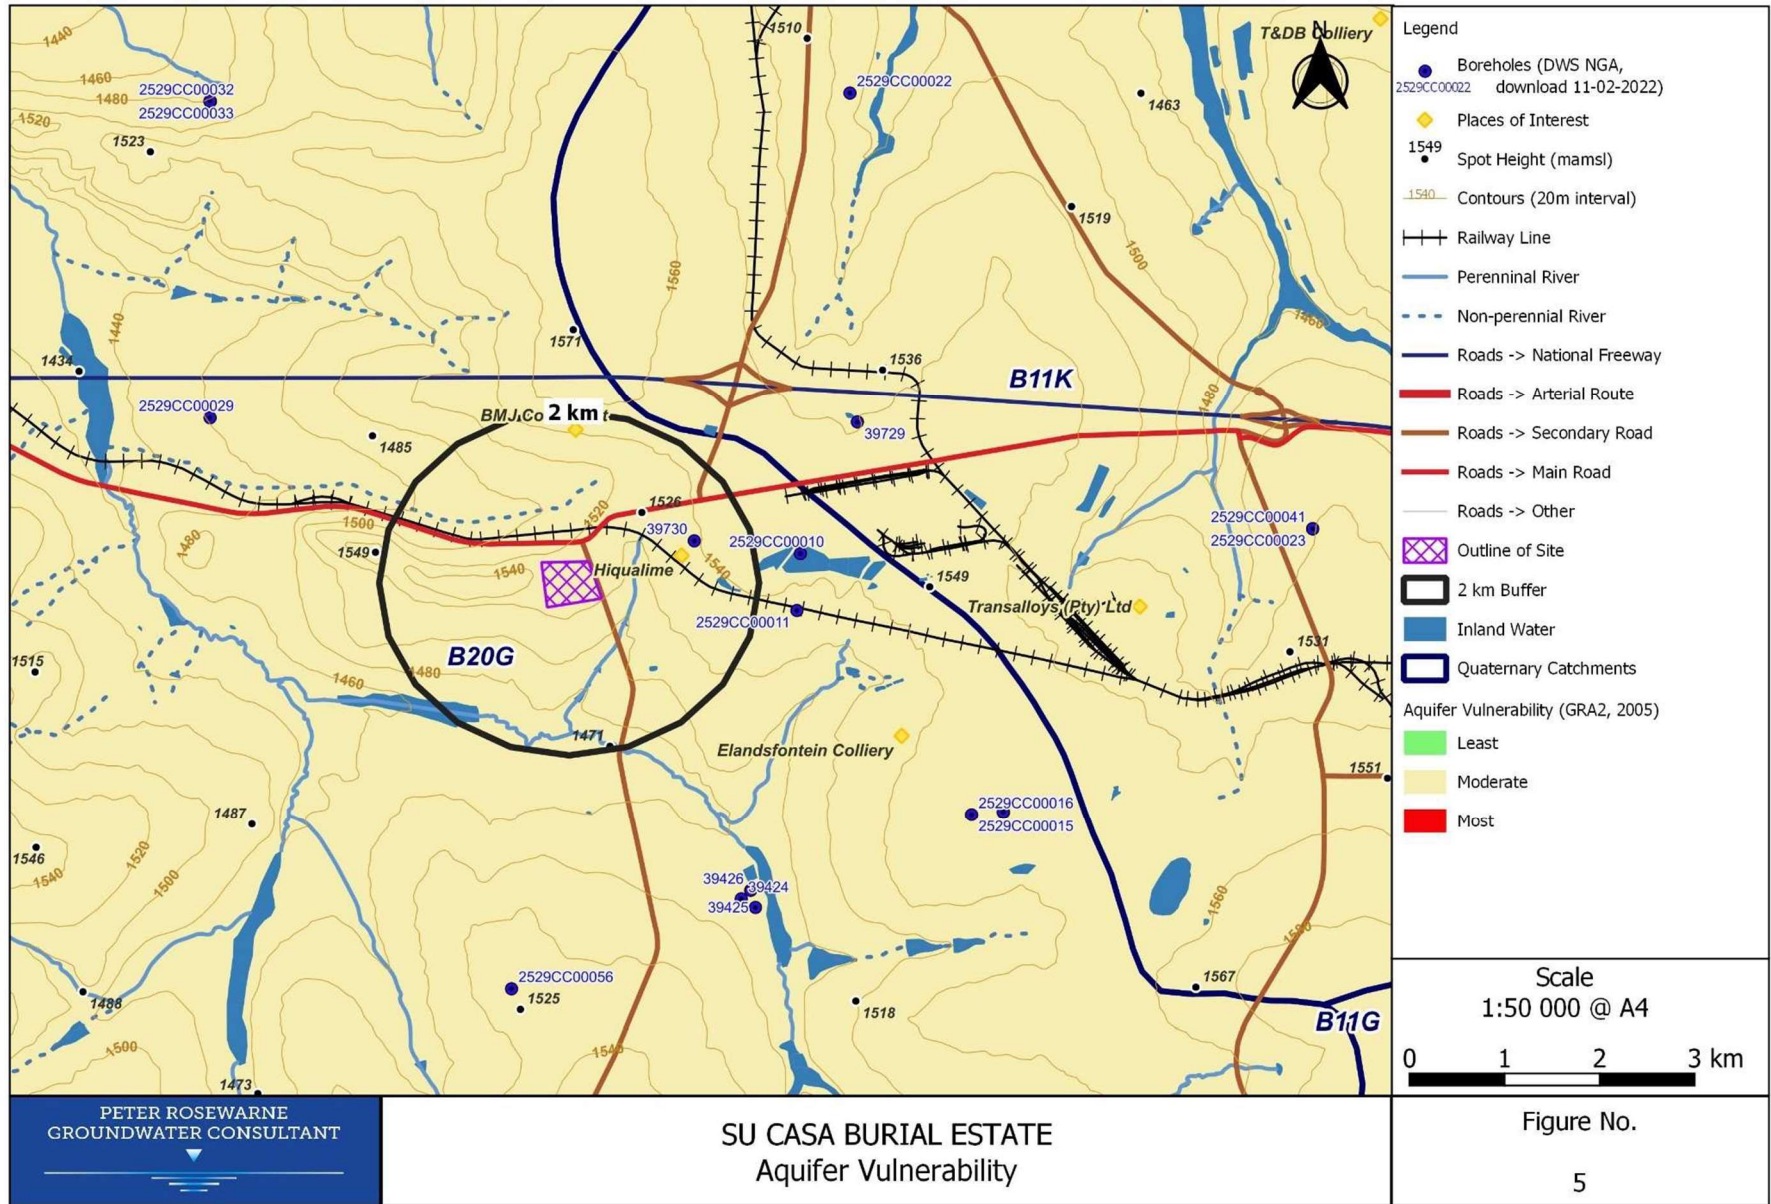 1440
1460
1480
1520
2529CC00032
2529CC00033
1523
1510
2529CC00022
T&DB Colliery
N
1463
1519
1500
1560
1571
1440
1434
1460
1536
B11K
1480
2529CC00029
BMJ Co 2 km t
39729
1485
1500
1480
1549
1520
1526
39730
2529CC00010
2529CC00041
2529CC00023
1540
Hiqualime
1540
1549
2529CC00011
Transalloys (Pty) Ltd
1531
1515
B20G
1480
1460
1471
Elandsfontein Colliery
1551
1487
2529CC00016
2529CC00015
1546
1540
1520
1500
39426
39424
39425
1560
1580
2529CC00056
1525
1488
1518
1567
B11G
1500
1540
1473
Legend
Boreholes (DWS NGA,
2529CC00022 download 11-02-2022)
Places of Interest
1549
Spot Height (mamsl)
1540
Contours (20m interval)
Railway Line
Perenninal River
Non-perennial River
Roads -> National Freeway
Roads -> Arterial Route
Roads -> Secondary Road
Roads -> Main Road
Roads -> Other
Outline of Site
2 km Buffer
Inland Water
Quaternary Catchments
Aquifer Vulnerability (GRA2, 2005)
Least
Moderate
Most
Scale
1:50 000 @ A4
0 1 2 3 km
PETER ROSEWARNE
GROUNDWATER CONSULTANT
SU CASA BURIAL ESTATE
Aquifer Vulnerability
Figure No.
5